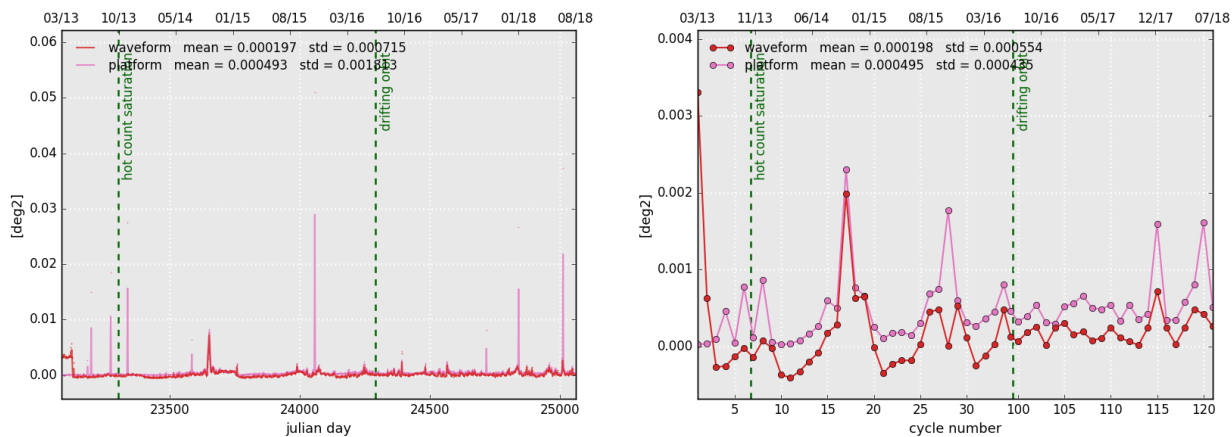 03/13 10/13 05/14 01/15 08/15 03/16 10/16 05/17 01/18 08/18
waveform mean = 0.000197 std = 0.000715
platform mean = 0.000493 std = 0.001813
hot count saturation
drifting orbit
0.06
0.05
0.04
0.03
0.02
0.01
0.00
[deg2]
23500 24000 24500 25000
julian day
03/13 11/13 06/14 01/15 08/15 03/16 10/16 05/17 12/17 07/18
waveform mean = 0.000198 std = 0.000554
platform mean = 0.000495 std = 0.000435
hot count saturation
drifting orbit
0.004
0.003
0.002
0.001
0.000
[deg2]
5 10 15 20 25 30 100 105 110 115 120
cycle number